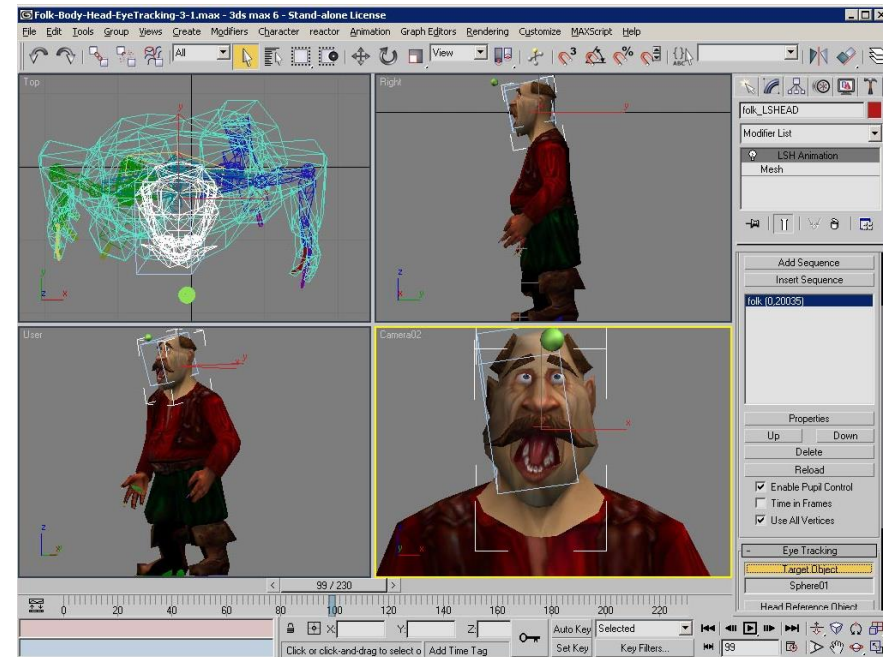 Folk-Body-Head-EyeTracking-3-1.max - 3ds max 6 - Stand-alone License
File Edit Tools Group Views Create Modifiers Character reactor Animation Graph Editors Rendering Customize MAXScript Help
All
View
3
%
ABC
Top
Right
folk_LSHEAD
Modifier List
LSH Animation
Mesh
y
z
x
y
z
x
y
Add Sequence
Insert Sequence
folk (0,20035)
User
Camera02
y
x
z
x
z
y
x
Properties
Up Down
Delete
Reload
Enable Pupil Control
Time in Frames
Use All Vertices
- Eye Tracking
Target Object
Sphere01
Head Reference Object
< 99 / 230 >
0 20 40 60 80 100 120 140 160 180 200 220
X: Y: Z: Auto Key Selected
Click or click-and-drag to select o Add Time Tag Set Key Key Filters... 99